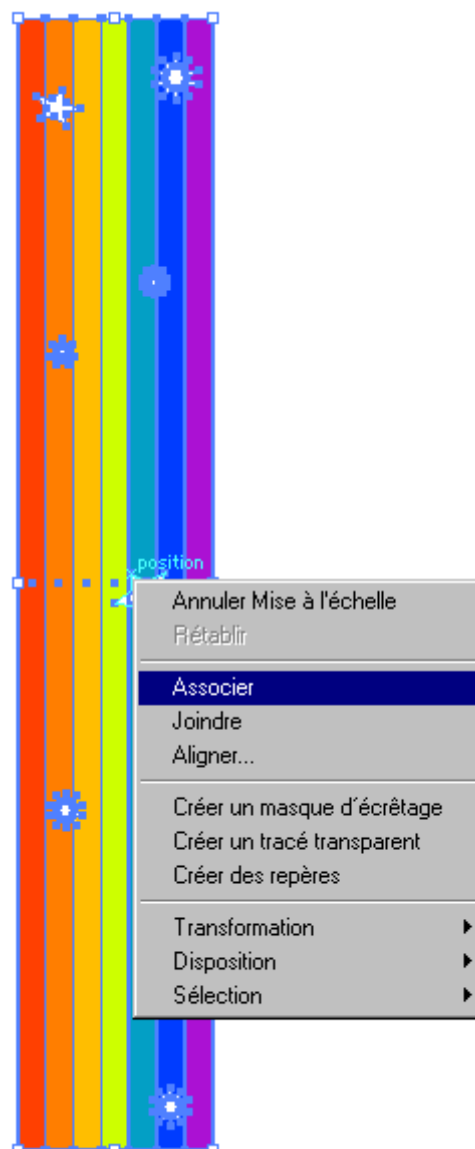 position
Annuler Mise à l'échelle
Rétablir
Associer
Joindre
Aligner...
Créer un masque d'écrêtage
Créer un tracé transparent
Créer des repères
Transformation
Disposition
Sélection